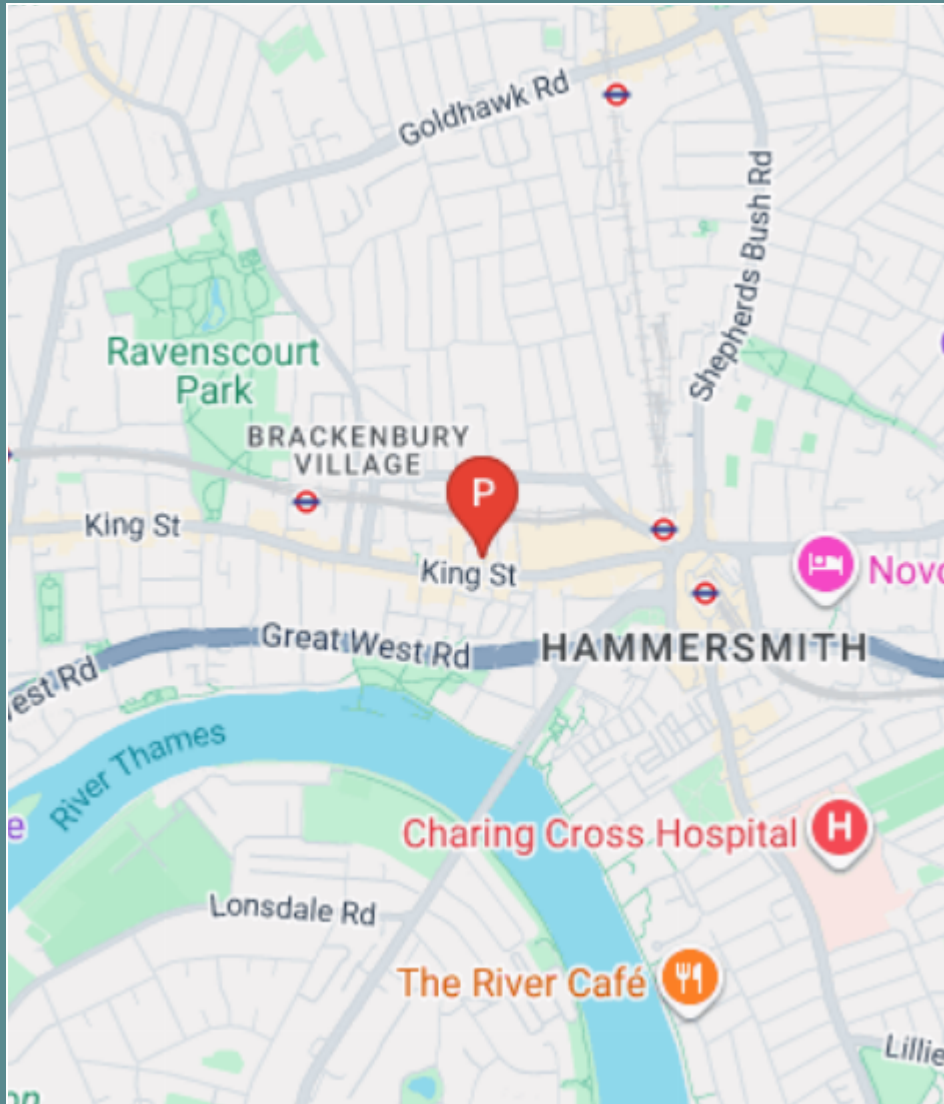 Goldhawk Rd
Shepherds Bush Rd
Ravenscourt
Park
BRACKENBURY
VILLAGE
P
King St
King St
Novo
Great West Rd
HAMMERSMITH
est Rd
River Thames
e
Charing Cross Hospital
H
Lonsdale Rd
The River Café
Lillie
on